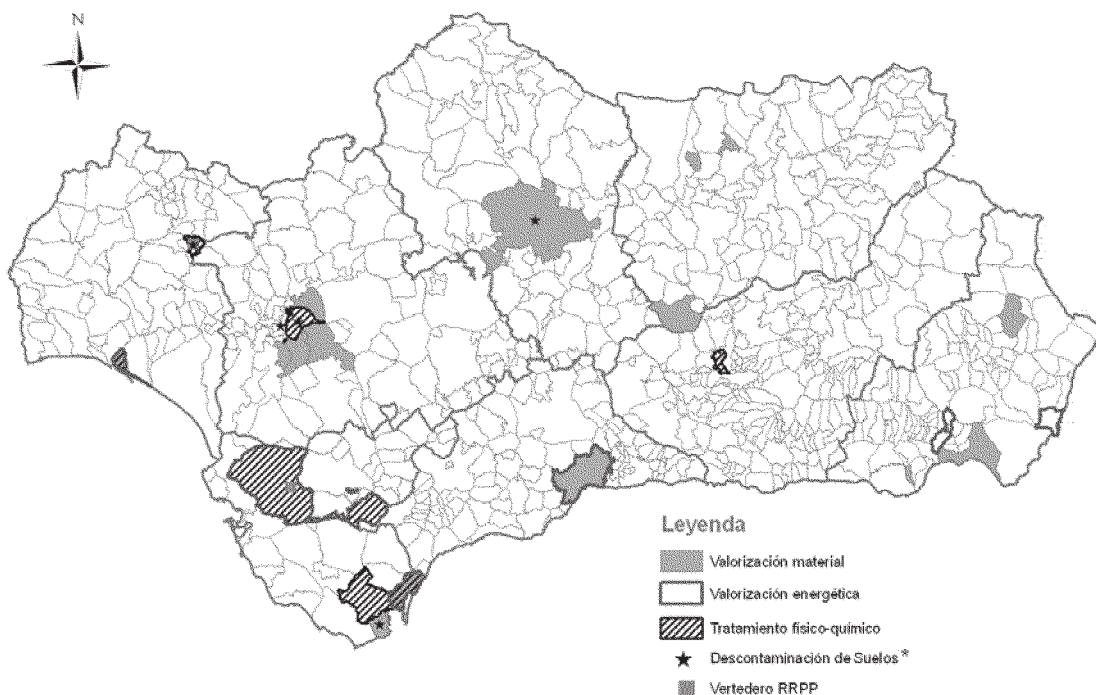 N
Leyenda
Valorización material
Valorización energética
Tratamiento físico-químico
Descontaminación de Suelos*
Vertedero RRPP